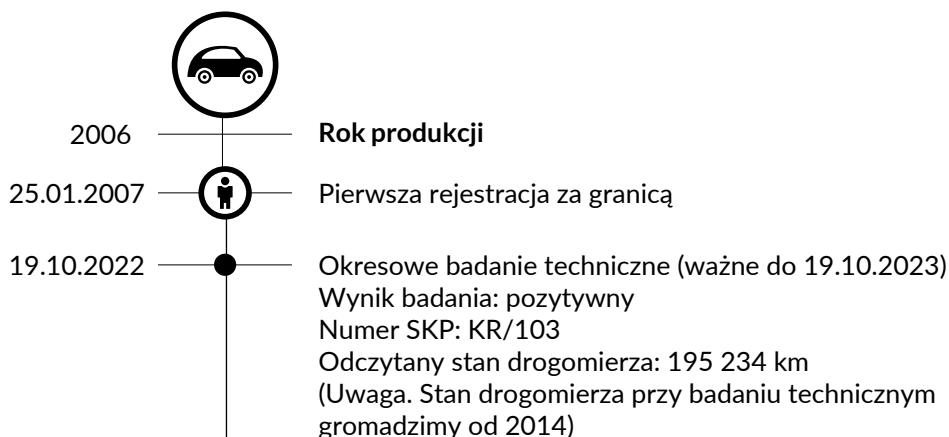 2006 Rok produkcji
25.01.2007 Pierwsza rejestracja za granicą
19.10.2022 Okresowe badanie techniczne (ważne do 19.10.2023)
Wynik badania: pozytywny
Numer SKP: KR/103
Odczytany stan drogomierza: 195 234 km
(Uwaga. Stan drogomierza przy badaniu technicznym
gromadzimy od 2014)